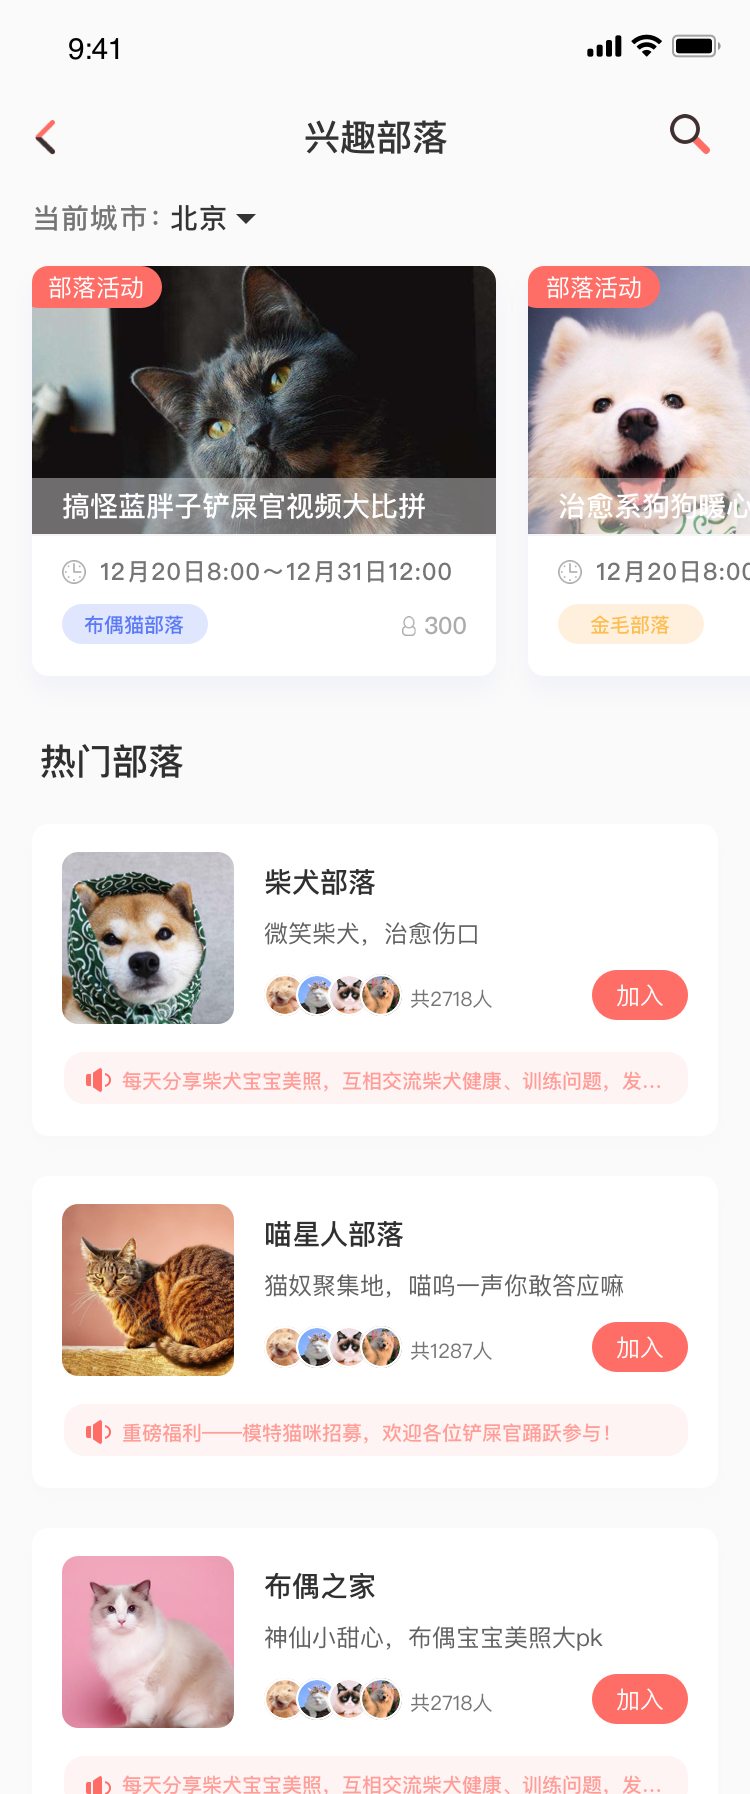 9:41
兴趣部落
当前城市：北京
部落活动
部落活动
搞怪蓝胖子铲屎官视频大比拼
治愈系狗狗暖心
12月20日8:00～12月31日12:00
12月20日8:00
布偶猫部落
300
金毛部落
热门部落
柴犬部落
微笑柴犬，治愈伤口
共2718人
加入
每天分享柴犬宝宝美照，互相交流柴犬健康、训练问题，发...
喵星人部落
猫奴聚集地，喵呜一声你敢答应嘛
共1287人
加入
重磅福利——模特猫咪招募，欢迎各位铲屎官踊跃参与！
布偶之家
神仙小甜心，布偶宝宝美照大pk
共2718人
加入
每天分享柴犬宝宝美照，互相交流柴犬健康、训练问题，发...